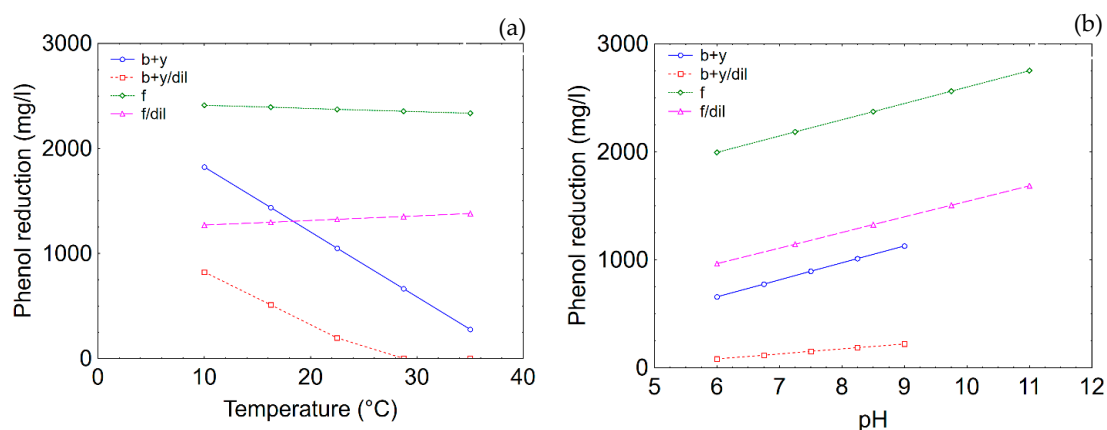 (a)
3000
2000
1000
0
b+y
b+y/dil
f
f/dil
0
10
20
30
40
Phenol reduction (mg/l)
Temperature (°C)
(b)
3000
2000
1000
0
b+y
b+y/dil
f
f/dil
5
6
7
8
9
10
11
12
Phenol reduction (mg/l)
pH